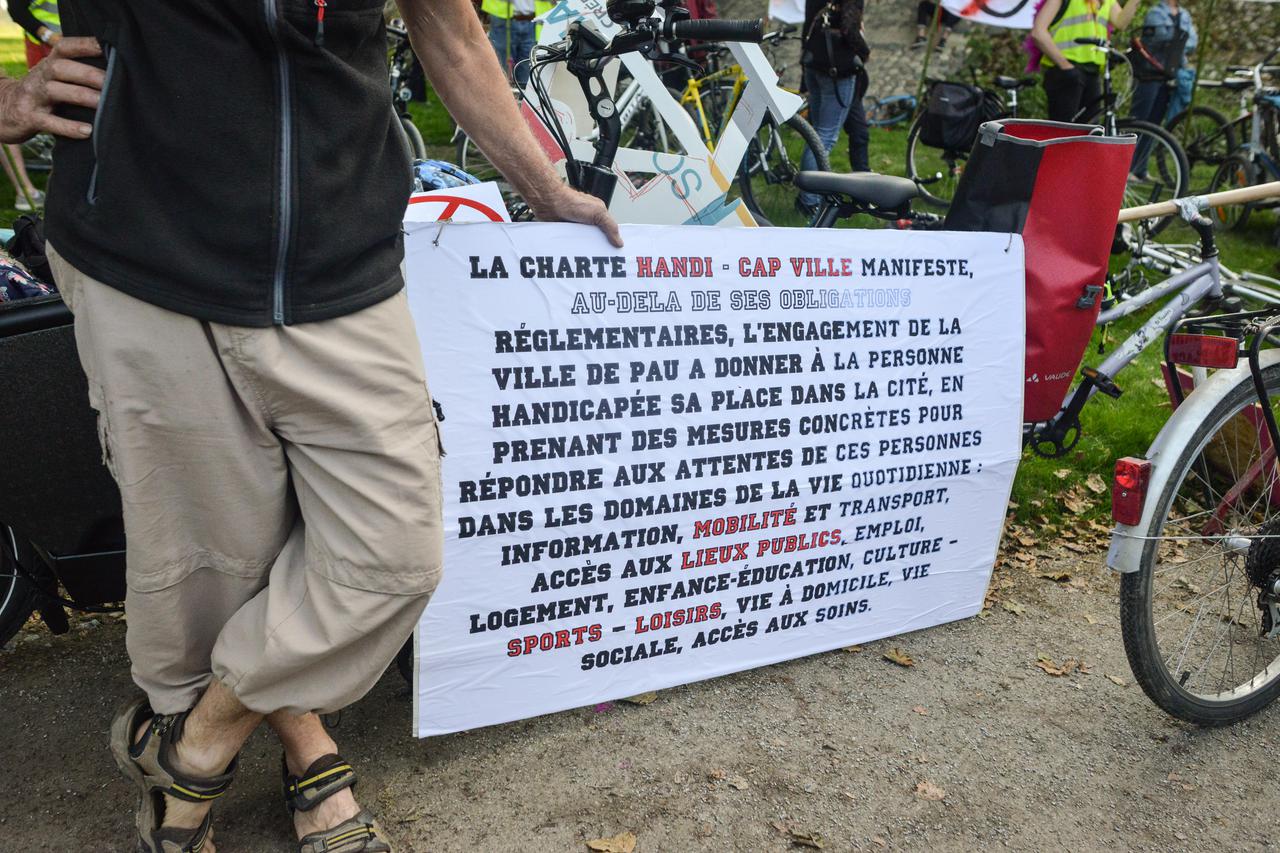 LA CHARTE HANDI - CAP VILLE MANIFESTE,
AU-DELA DE SES OBLIGATIONS
RÉGLEMENTAIRES, L'ENGAGEMENT DE LA
VILLE DE PAU A DONNER À LA PERSONNE
HANDICAPÉE SA PLACE DANS LA CITÉ, EN
PRENANT DES MESURES CONCRÈTES POUR
RÉPONDRE AUX ATTENTES DE CES PERSONNES
DANS LES DOMAINES DE LA VIE QUOTIDIENNE :
INFORMATION, MOBILITÉ ET TRANSPORT,
ACCÈS AUX LIEUX PUBLICS, EMPLOI,
LOGEMENT, ENFANCE-ÉDUCATION, CULTURE –
SPORTS – LOISIRS, VIE À DOMICILE, VIE
SOCIALE, ACCÈS AUX SOINS.
VAUDE